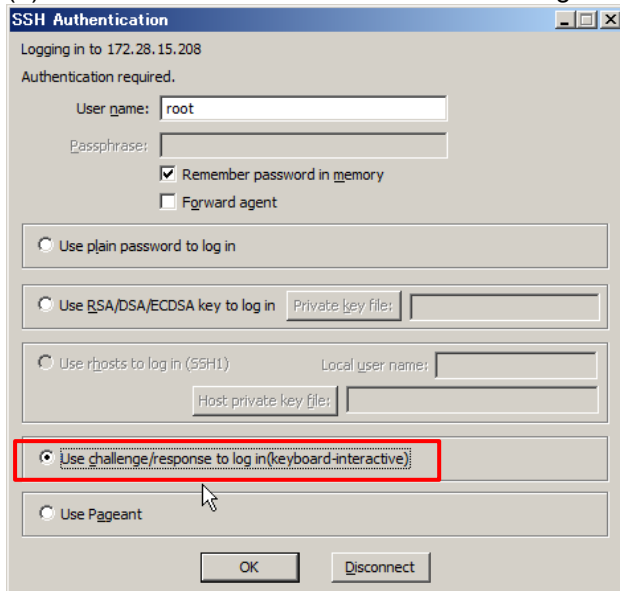 SSH Authentication
Logging in to 172.28.15.208
Authentication required.
User name: root
Passphrase:
Remember password in memory
Forward agent
Use plain password to log in
Use RSA/DSA/ECDSA key to log in Private key file:
Use rhosts to log in (SSH1) Local user name:
Host private key file:
Use challenge/response to log in(keyboard-interactive)
Use Pageant
OK Disconnect